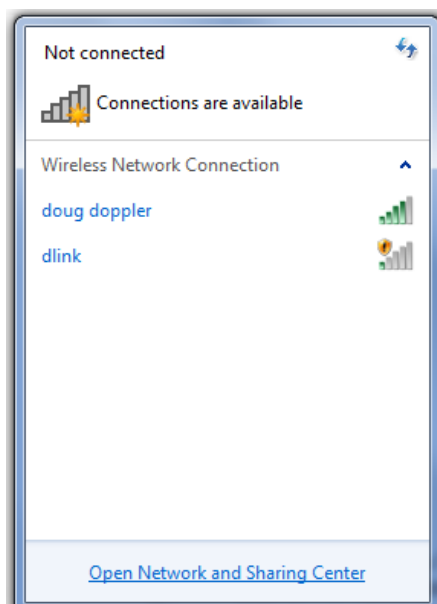 Not connected
Connections are available
Wireless Network Connection
doug doppler
dlink
Open Network and Sharing Center